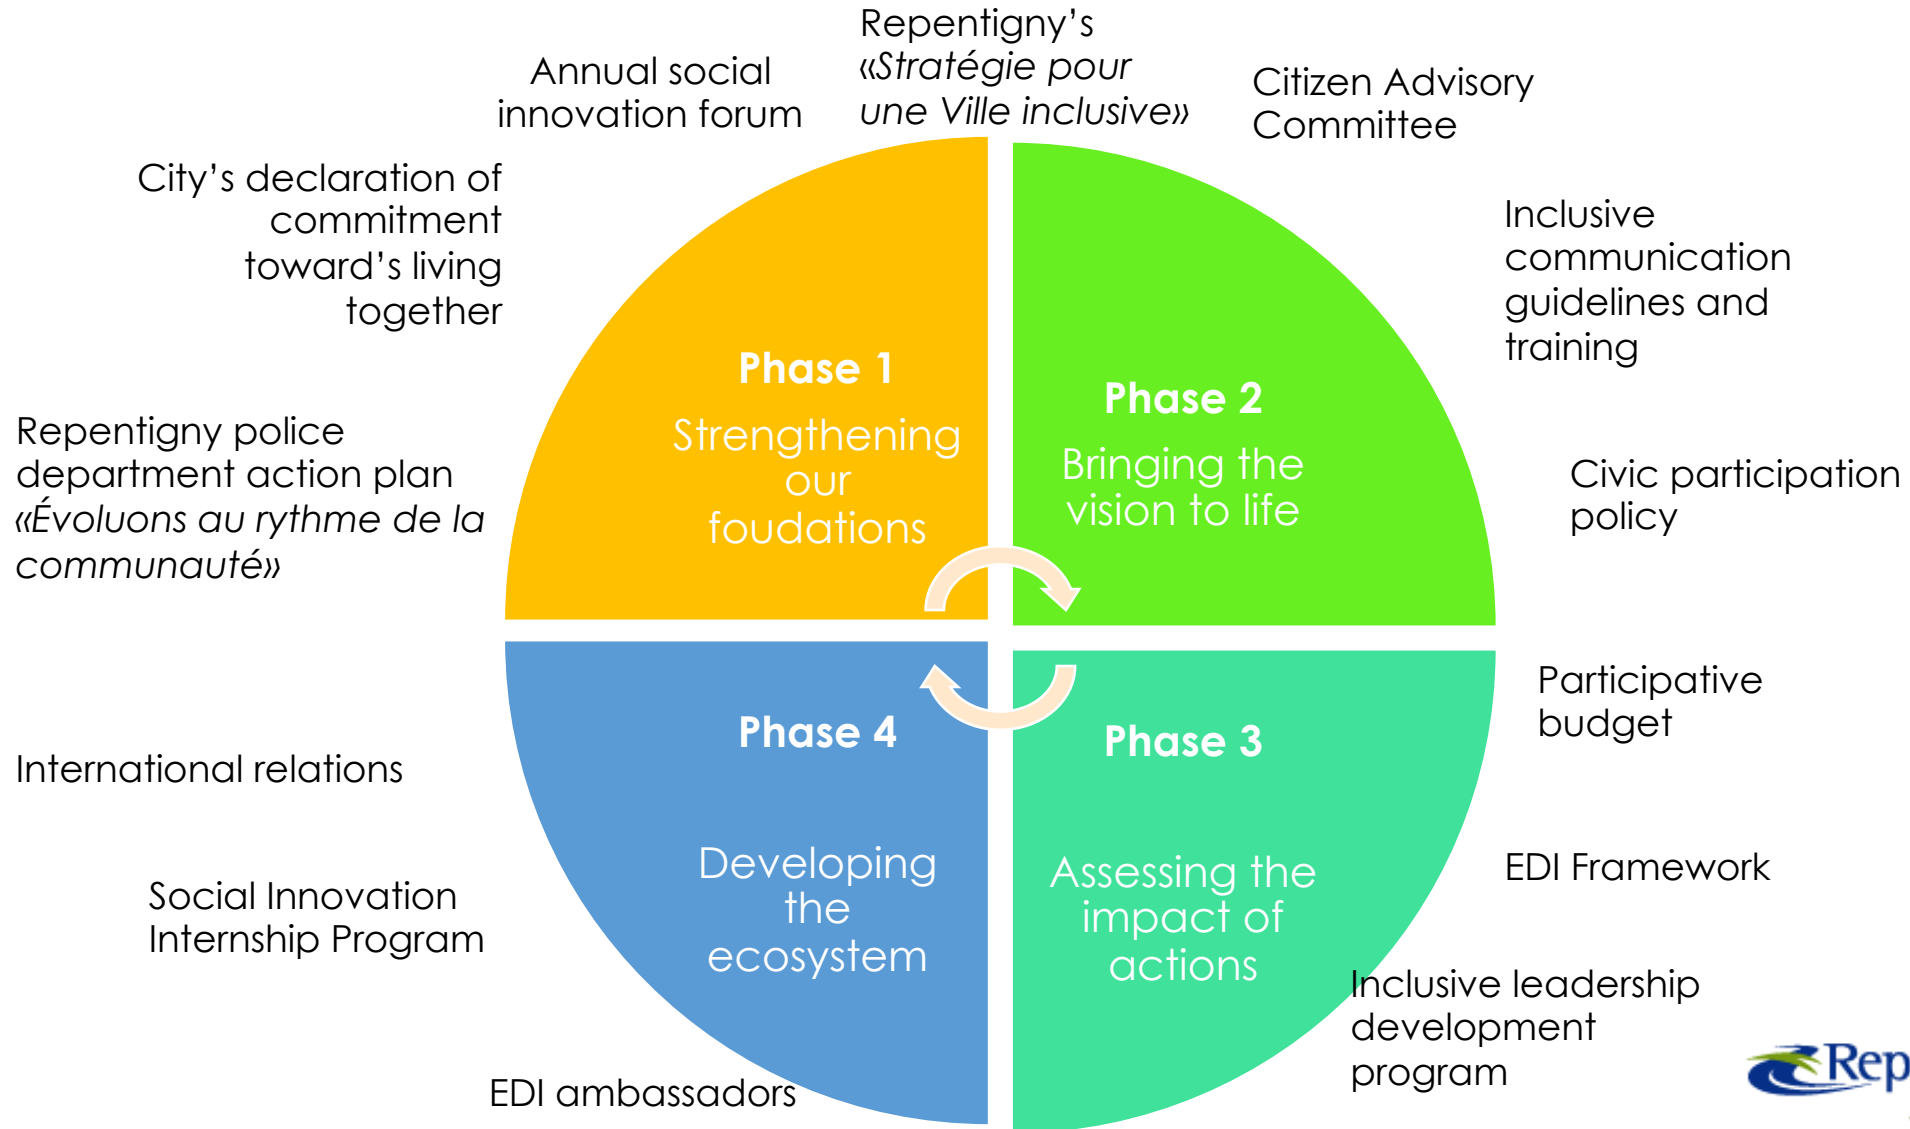 Repentigny's
«Stratégie pour
une Ville inclusive»
Annual social
innovation forum
Citizen Advisory
Committee
City's declaration of
commitment
toward's living
together
Inclusive
communication
guidelines and
training
Phase 1
Strengthening
our
foudations
Phase 2
Bringing the
vision to life
Repentigny police
department action plan
«Évoluons au rythme de la
communauté»
Civic participation
policy
Participative
budget
Phase 4
Developing
the
ecosystem
Phase 3
Assessing the
impact of
actions
International relations
EDI Framework
Social Innovation
Internship Program
Inclusive leadership
development
program
EDI ambassadors
Rep